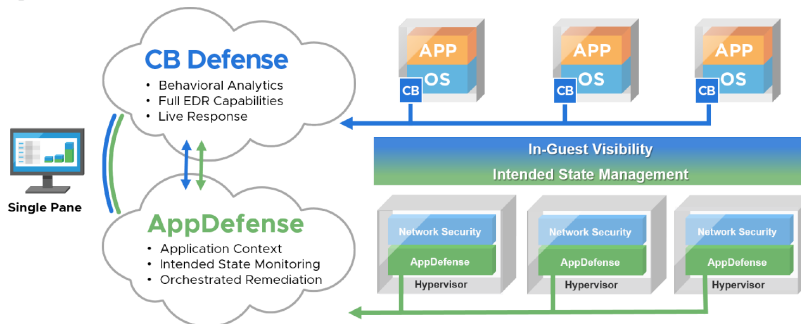 CB Defense
• Behavioral Analytics
• Full EDR Capabilities
• Live Response
APP
OS
CB
APP
OS
CB
APP
OS
CB
In-Guest Visibility
Intended State Management
Single Pane
AppDefense
• Application Context
• Intended State Monitoring
• Orchestrated Remediation
Network Security
AppDefense
Hypervisor
Network Security
AppDefense
Hypervisor
Network Security
AppDefense
Hypervisor